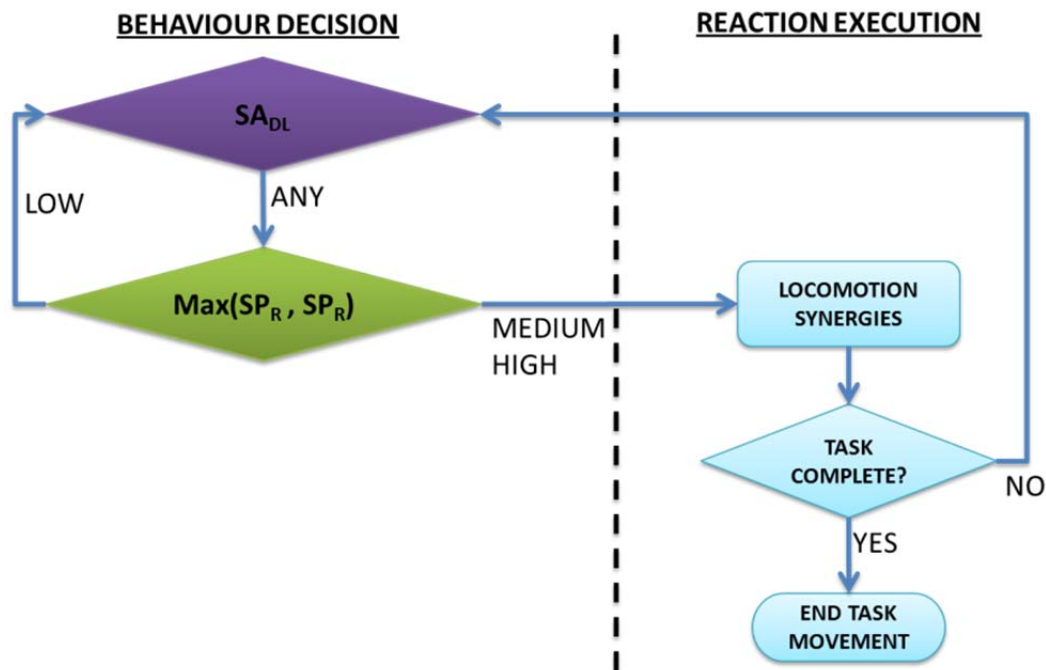 BEHAVIOUR DECISION
REACTION EXECUTION
SA_DL
LOW
ANY
Max(SP_R , SP_R)
MEDIUM
HIGH
LOCOMOTION
SYNERGIES
TASK
COMPLETE?
NO
YES
END TASK
MOVEMENT